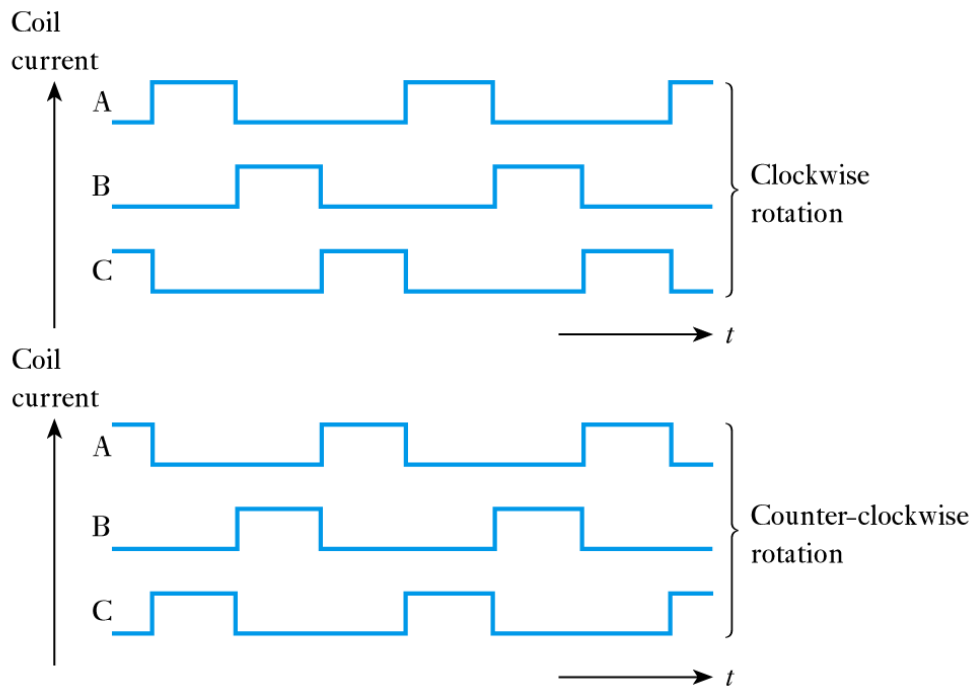 Coil
current
A
B
C
Clockwise
rotation
t
Coil
current
A
B
C
Counter-clockwise
rotation
t